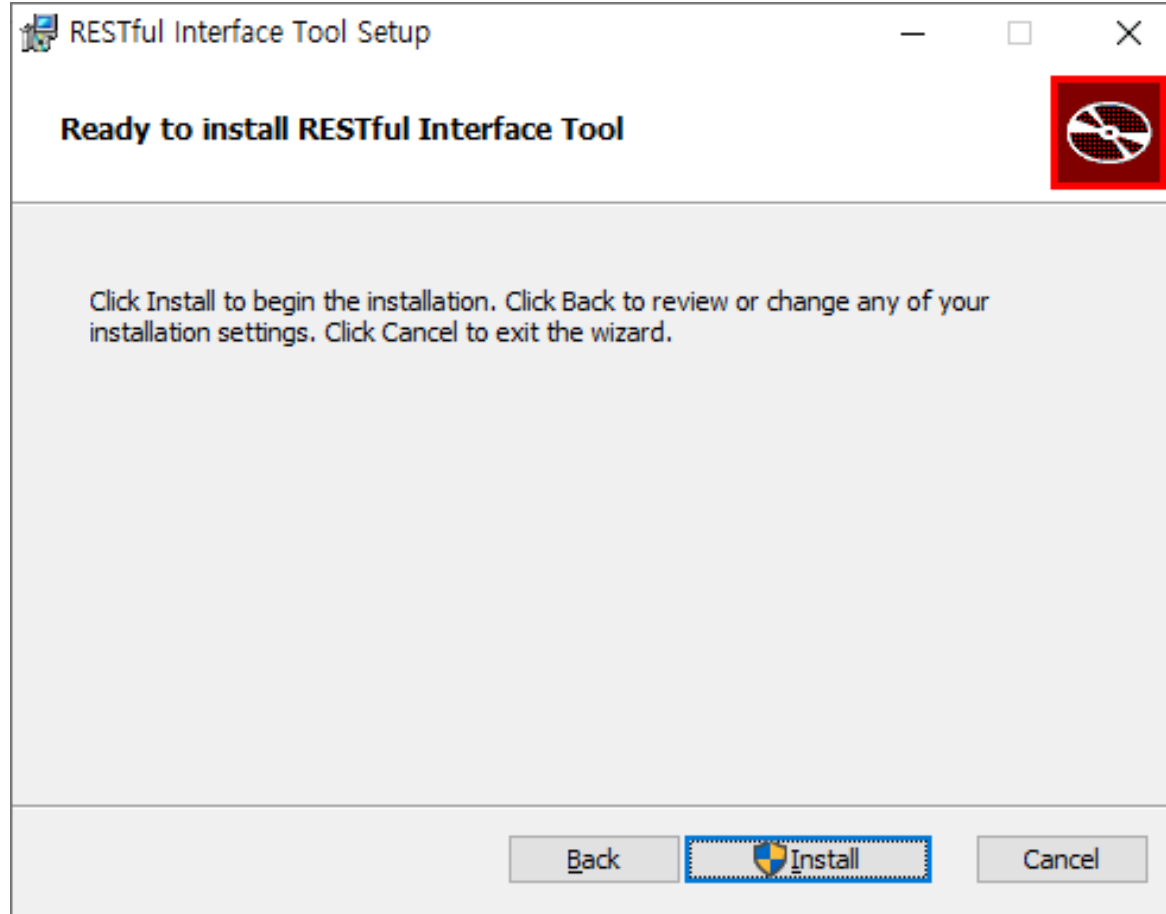 RESTful Interface Tool Setup
Ready to install RESTful Interface Tool
Click Install to begin the installation. Click Back to review or change any of your
installation settings. Click Cancel to exit the wizard.
Back
Install
Cancel